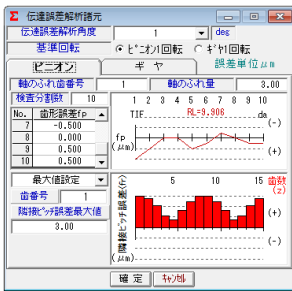 Σ 伝達誤差解析諸元
伝達誤差解析角度 1 deg
基準回転 ピニオン1回転 ギヤ1回転
ピニオン ギヤ 誤差単位μm
軸のふれ歯番号 1 軸のふれ量 3.00
検査分割数 10
No. 歯形誤差fp
7 -0.500
8 0.000
9 0.500
10 0.500
1 2 3 4 5 6 7 8 9 10
TIF RL=9.906 da
fp
(μm)
(-)
(+)
最大値設定
歯番号 1
隣接ピッチ誤差最大値
3.00
5 10 15 歯数
(z)
隣接ピッチ誤差(fr)
(μm)
(+)
(-)
確定 キャンセル